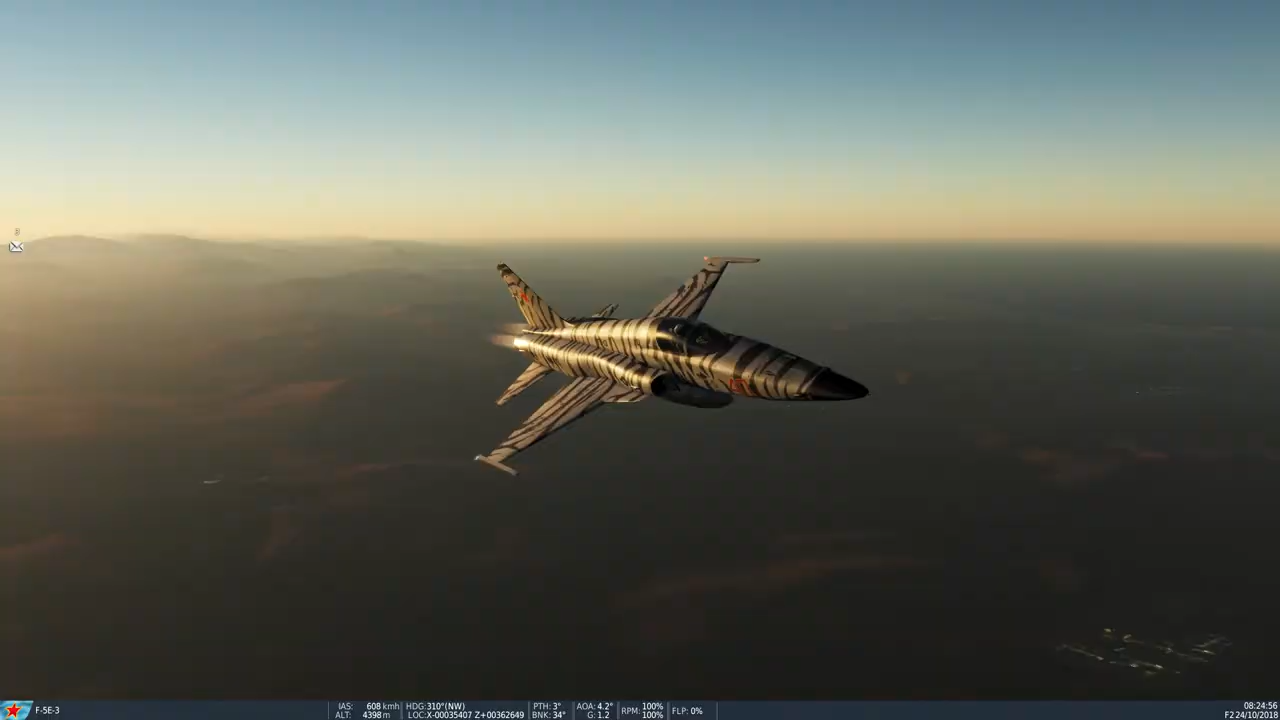 F-5E-3
IAS: 608 kmh HDG: 310°(NW) PTH: 3° AOA: 4.2° RPM: 100% FLP: 0% 08:24:56
ALT: 4398 m LOC:X-00035407 Z+00362649 BNK: 34° G: 1.2 100% F2 24/10/2018